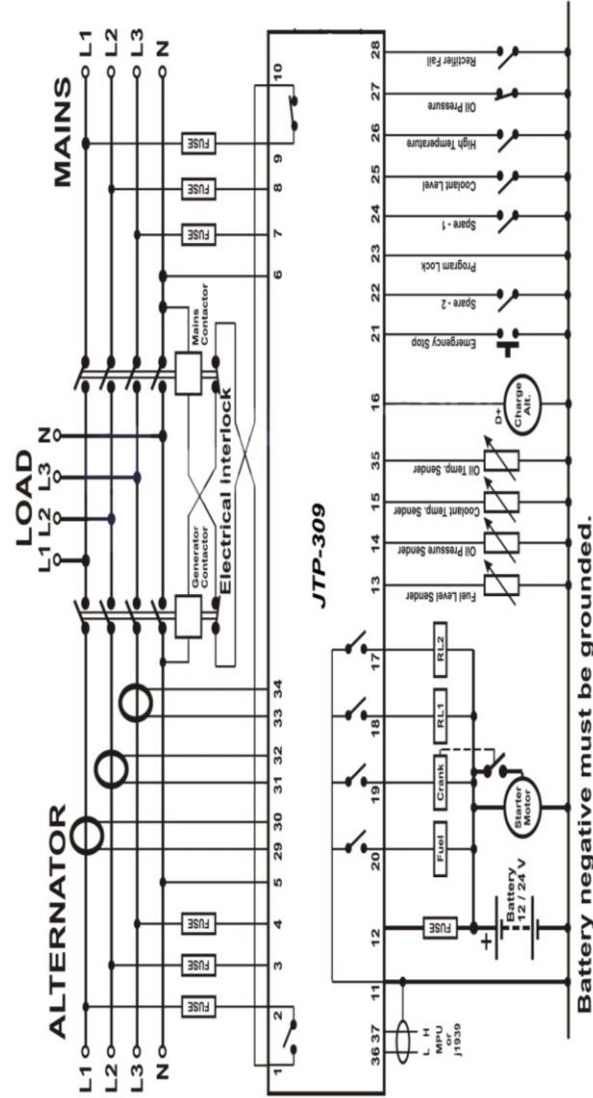 ALTERNATOR
LOAD
MAINS
L1
L2
L3
N
L1
L2
L3
N
L1
L2
L3
N
FUSE
FUSE
FUSE
FUSE
FUSE
FUSE
Generator
Contactor
Mains
Contactor
Electrical Interlock
1
2
3
4
5
29
30
31
32
33
34
6
7
8
9
10
JTP-309
36
37
11
12
20
19
18
17
13
14
15
35
16
21
22
23
24
25
26
27
28
L
H
MPU
or
j1939
FUSE
+
Battery
12 / 24 V
Fuel
Crank
RL1
RL2
Starter
Motor
Fuel Level Sender
Oil Pressure Sender
Coolant Temp. Sender
Oil Temp. Sender
D+
Charge
Alt.
Emergency Stop
Spare - 2
Program Lock
Spare - 1
Coolant Level
High Temperature
Oil Pressure
Rectifier Fail
Battery negative must be grounded.